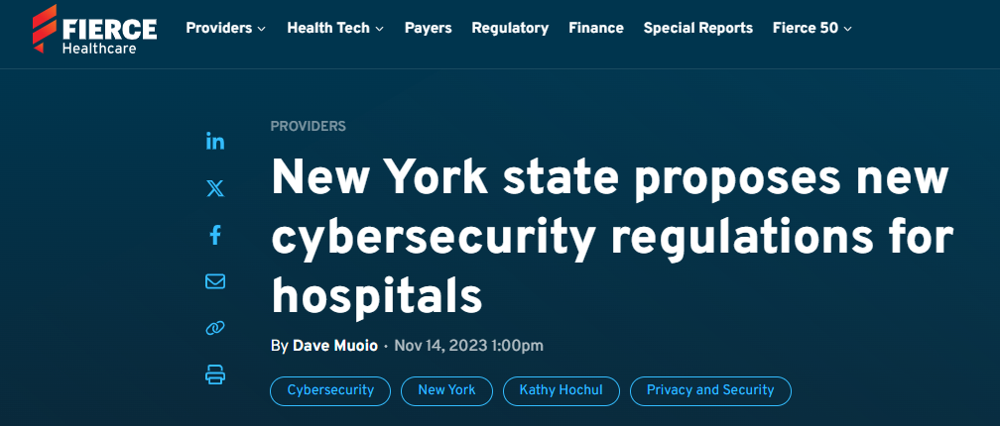 FIERCE
Healthcare
Providers Health Tech Payers Regulatory Finance Special Reports Fierce 50
PROVIDERS
New York state proposes new
cybersecurity regulations for
hospitals
By Dave Muoio · Nov 14, 2023 1:00pm
Cybersecurity New York Kathy Hochul Privacy and Security